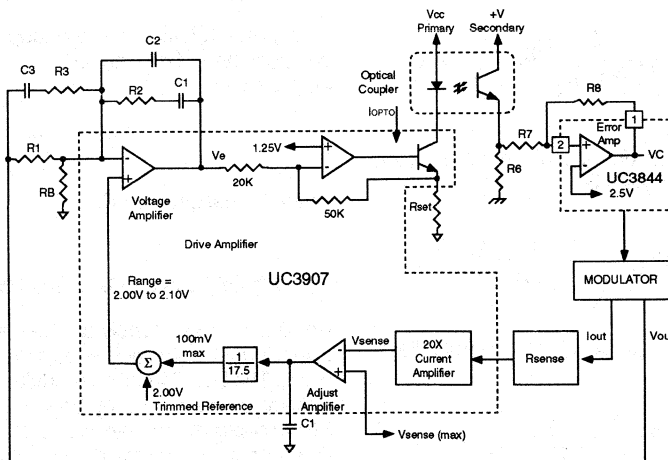 Vcc
Primary
+V
Secondary
C2
C3
R3
R2
C1
Optical
Coupler
IOPTO
R8
R7
1
Error
Amp
2
R1
Ve
1.25V
VC
RB
20K
R6
UC3844
2.5V
Voltage
Amplifier
50K
Rset
Drive Amplifier
Range =
2.00V to 2.10V
UC3907
MODULATOR
100mV
max
Vsense
Iout
Vou
Σ
1
17.5
20X
Current
Amplifier
Rsense
2.00V
Trimmed Reference
Adjust
Amplifier
C1
Vsense (max)